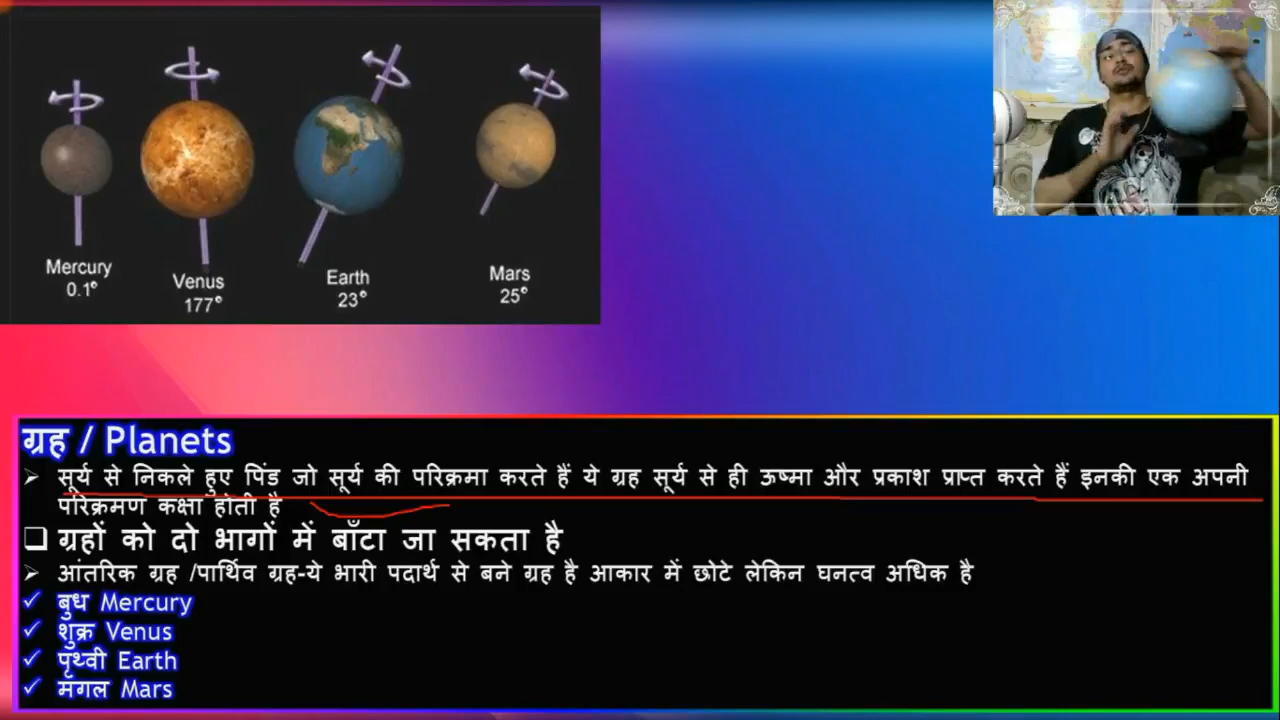 Mercury
0.1°
Venus
177°
Earth
23°
Mars
25°
ग्रह / Planets
➢ सूर्य से निकले हुए पिंड जो सूर्य की परिक्रमा करते हैं ये ग्रह सूर्य से ही ऊष्मा और प्रकाश प्राप्त करते हैं इनकी एक अपनी
परिक्रमण कक्षा होती है
❑ ग्रहों को दो भागों में बाँटा जा सकता है
➢ आंतरिक ग्रह /पार्थिव ग्रह-ये भारी पदार्थ से बने ग्रह है आकार में छोटे लेकिन घनत्व अधिक है
✓ बुध Mercury
✓ शुक्र Venus
✓ पृथ्वी Earth
✓ मंगल Mars